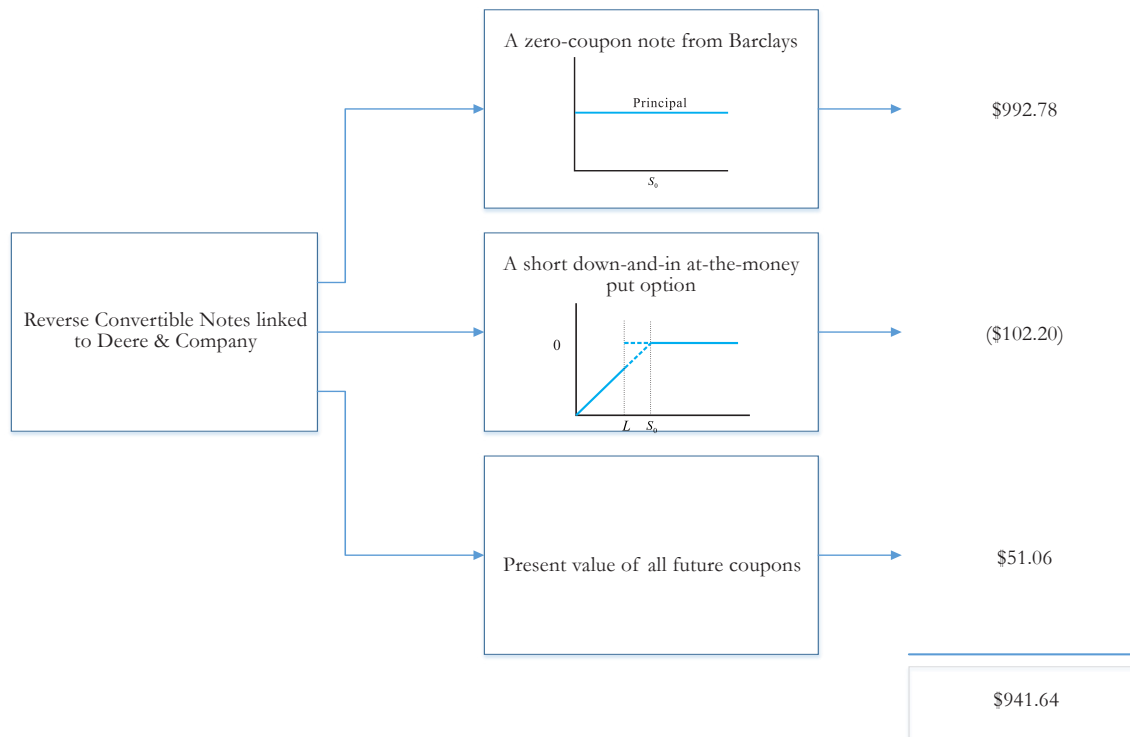 A zero-coupon note from Barclays
Principal
S₀
$992.78
Reverse Convertible Notes linked
to Deere & Company
A short down-and-in at-the-money
put option
0
L S₀
($102.20)
Present value of all future coupons
$51.06
$941.64